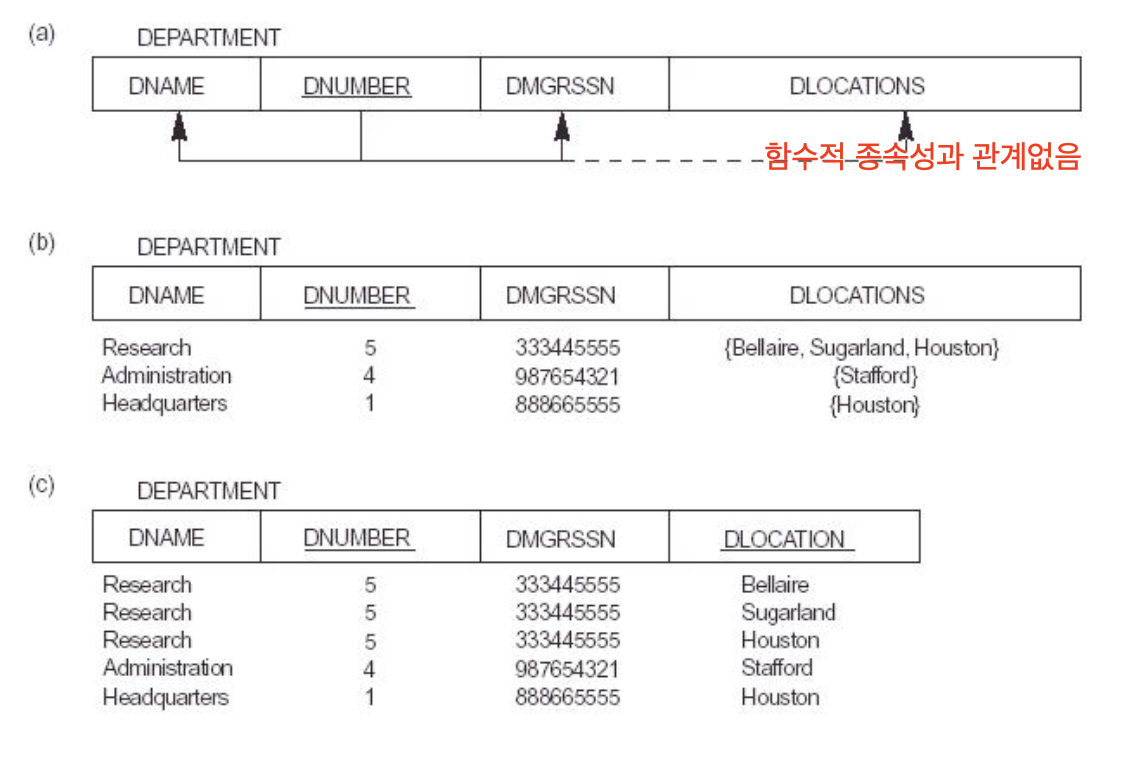 (a) DEPARTMENT
DNAME DNUMBER DMGRSSN DLOCATIONS
함수적 종속성과 관계없음
(b) DEPARTMENT
DNAME DNUMBER DMGRSSN DLOCATIONS
Research 5 333445555 {Bellaire, Sugarland, Houston}
Administration 4 987654321 {Stafford}
Headquarters 1 888665555 {Houston}
(c) DEPARTMENT
DNAME DNUMBER DMGRSSN DLOCATION
Research 5 333445555 Bellaire
Research 5 333445555 Sugarland
Research 5 333445555 Houston
Administration 4 987654321 Stafford
Headquarters 1 888665555 Houston